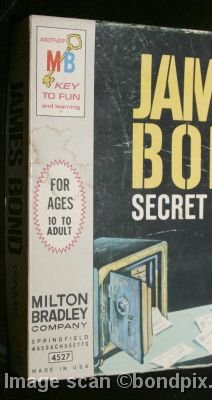 ANOTHER
MB
KEY
TO FUN
and learning
FOR
AGES
10 TO
ADULT
MILTON
BRADLEY
COMPANY
SPRINGFIELD
MASSACHUSETTS
4527
MADE IN USA
JAMES BOND
GAME
JAM
BO
SECRET
Image scan ©bondpix.